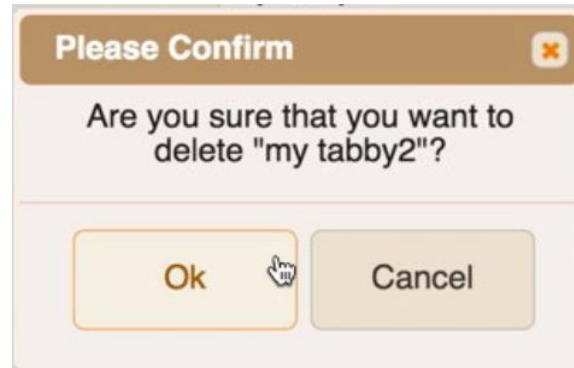 Please Confirm
Are you sure that you want to
delete "my tabby2"?
Ok
Cancel